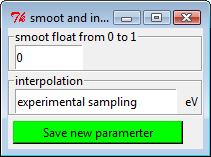 smoot and in...
smoot float from 0 to 1
0
interpolation
experimental sampling eV
Save new paramerter